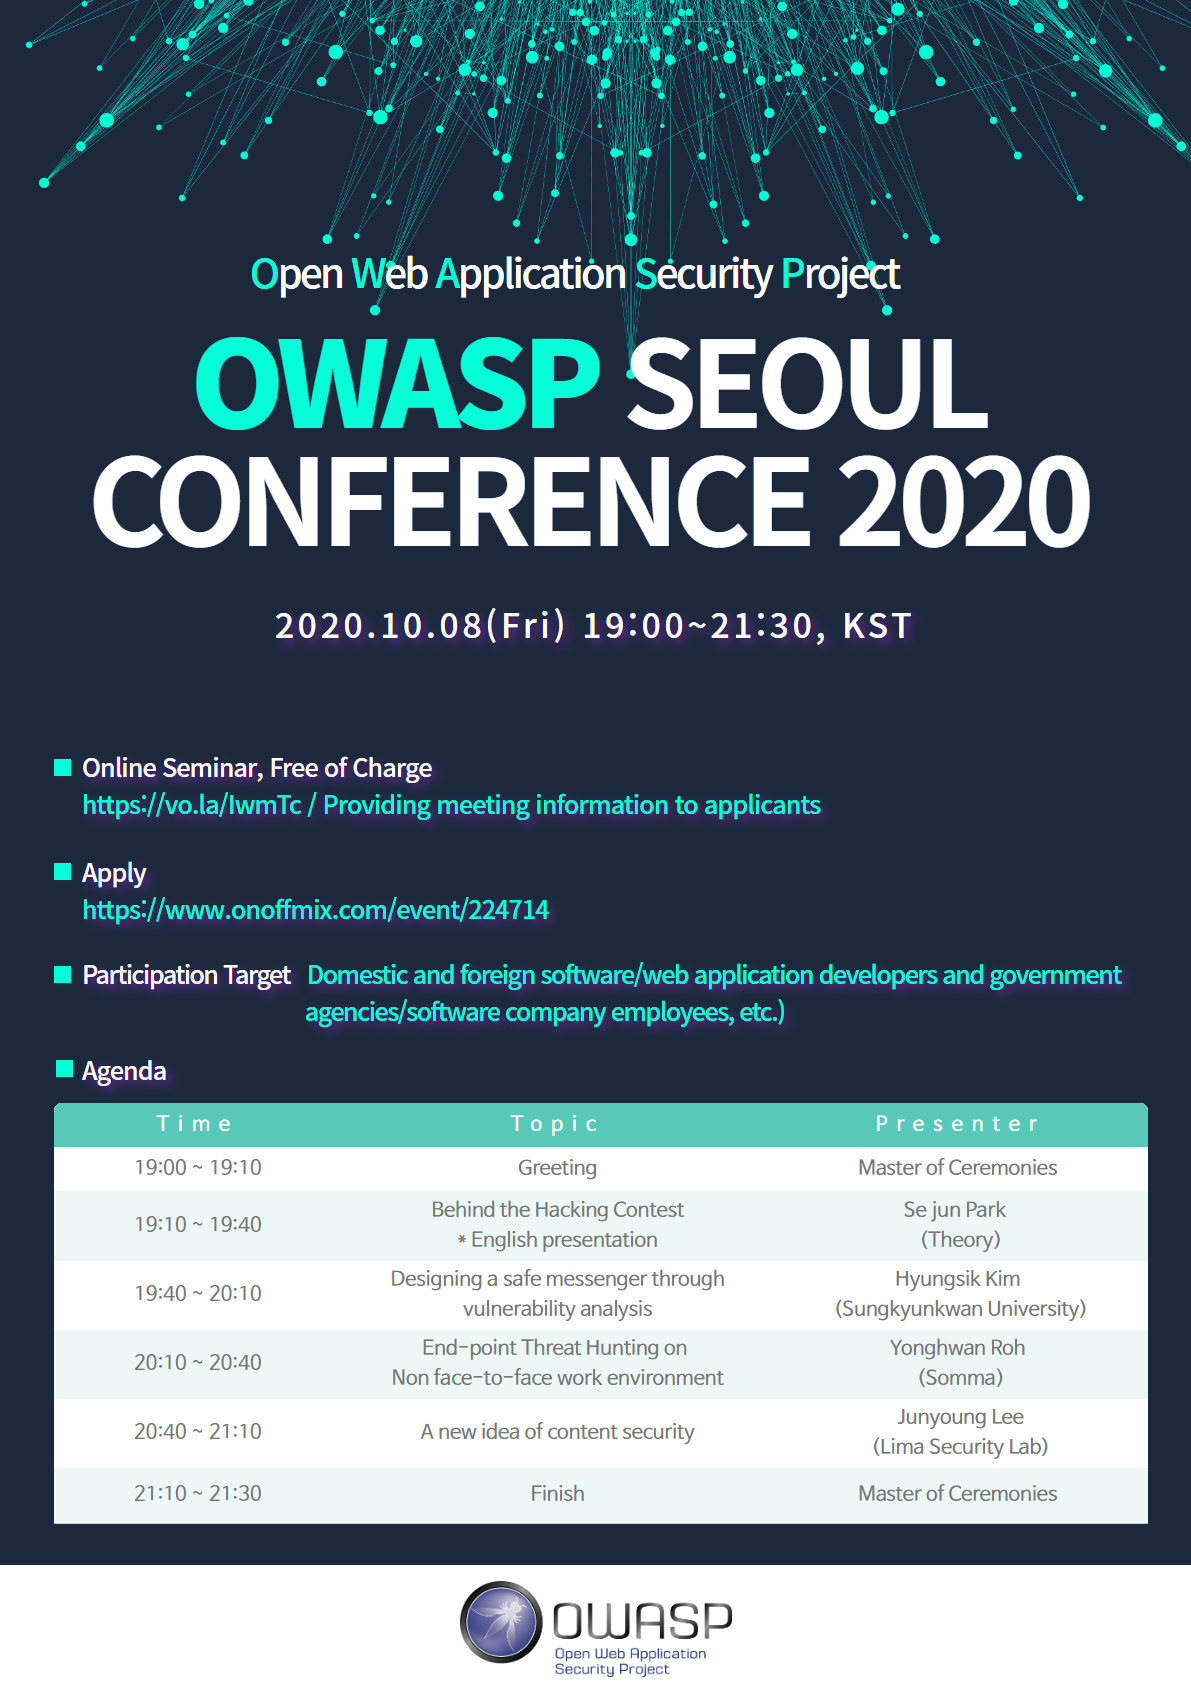 Open Web Application Security Project
OWASP SEOUL
CONFERENCE 2020
2020.10.08(Fri) 19:00~21:30, KST
Online Seminar, Free of Charge
https://vo.la/IwmTc / Providing meeting information to applicants
Apply
https://www.onoffmix.com/event/224714
Participation Target Domestic and foreign software/web application developers and government
agencies/software company employees, etc.)
Agenda
Time Topic Presenter
19:00 ~ 19:10 Greeting Master of Ceremonies
19:10 ~ 19:40 Behind the Hacking Contest Se jun Park
* English presentation (Theory)
19:40 ~ 20:10 Designing a safe messenger through Hyungsik Kim
vulnerability analysis (Sungkyunkwan University)
20:10 ~ 20:40 End-point Threat Hunting on Yonghwan Roh
Non face-to-face work environment (Somma)
20:40 ~ 21:10 A new idea of content security Junyoung Lee
(Lima Security Lab)
21:10 ~ 21:30 Finish Master of Ceremonies
OWASP
Open Web Application
Security Project